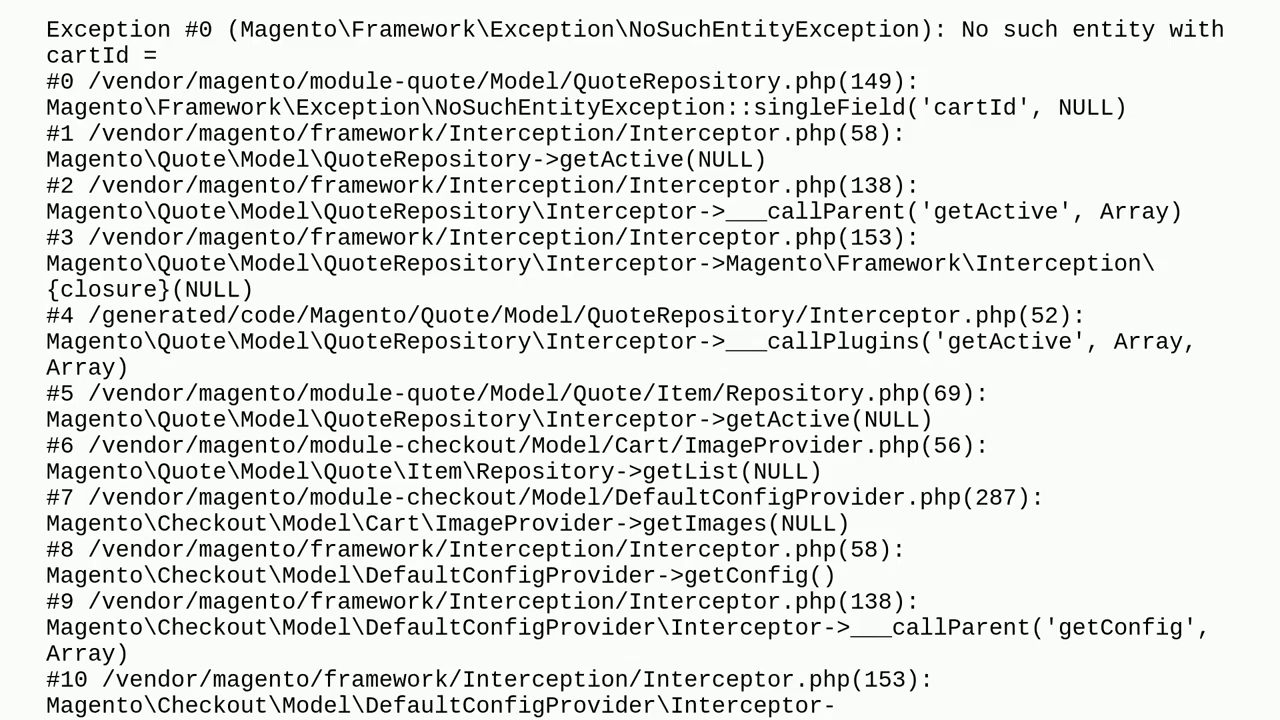 Exception #0 (Magento\Framework\Exception\NoSuchEntityException): No such entity with
cartId =
#0 /vendor/magento/module-quote/Model/QuoteRepository.php(149):
Magento\Framework\Exception\NoSuchEntityException::singleField('cartId', NULL)
#1 /vendor/magento/framework/Interception/Interceptor.php(58):
Magento\Quote\Model\QuoteRepository->getActive(NULL)
#2 /vendor/magento/framework/Interception/Interceptor.php(138):
Magento\Quote\Model\QuoteRepository\Interceptor->___callParent('getActive', Array)
#3 /vendor/magento/framework/Interception/Interceptor.php(153):
Magento\Quote\Model\QuoteRepository\Interceptor->Magento\Framework\Interception\
{closure}(NULL)
#4 /generated/code/Magento/Quote/Model/QuoteRepository/Interceptor.php(52):
Magento\Quote\Model\QuoteRepository\Interceptor->___callPlugins('getActive', Array,
Array)
#5 /vendor/magento/module-quote/Model/Quote/Item/Repository.php(69):
Magento\Quote\Model\QuoteRepository\Interceptor->getActive(NULL)
#6 /vendor/magento/module-checkout/Model/Cart/ImageProvider.php(56):
Magento\Quote\Model\Quote\Item\Repository->getList(NULL)
#7 /vendor/magento/module-checkout/Model/DefaultConfigProvider.php(287):
Magento\Checkout\Model\Cart\ImageProvider->getImages(NULL)
#8 /vendor/magento/framework/Interception/Interceptor.php(58):
Magento\Checkout\Model\DefaultConfigProvider->getConfig()
#9 /vendor/magento/framework/Interception/Interceptor.php(138):
Magento\Checkout\Model\DefaultConfigProvider\Interceptor->___callParent('getConfig',
Array)
#10 /vendor/magento/framework/Interception/Interceptor.php(153):
Magento\Checkout\Model\DefaultConfigProvider\Interceptor-